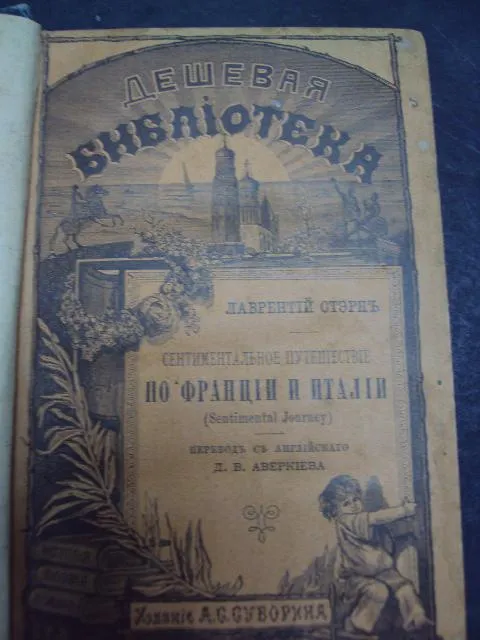 ДЕШЕВАЯ
БИБЛІОТЕКА
ЛАВРЕНТІЙ СТЭРНЪ
СЕНТИМЕНТАЛЬНОЕ ПУТЕШЕСТВІЕ
ПО ФРАНЦІИ И ИТАЛІИ
(Sentimental Journey)
ПЕРЕВОДЪ СЪ АНГЛІЙСКАГО
Д. В. АВЕРКІЕВА
Изданіе А. С. СУВОРИНА